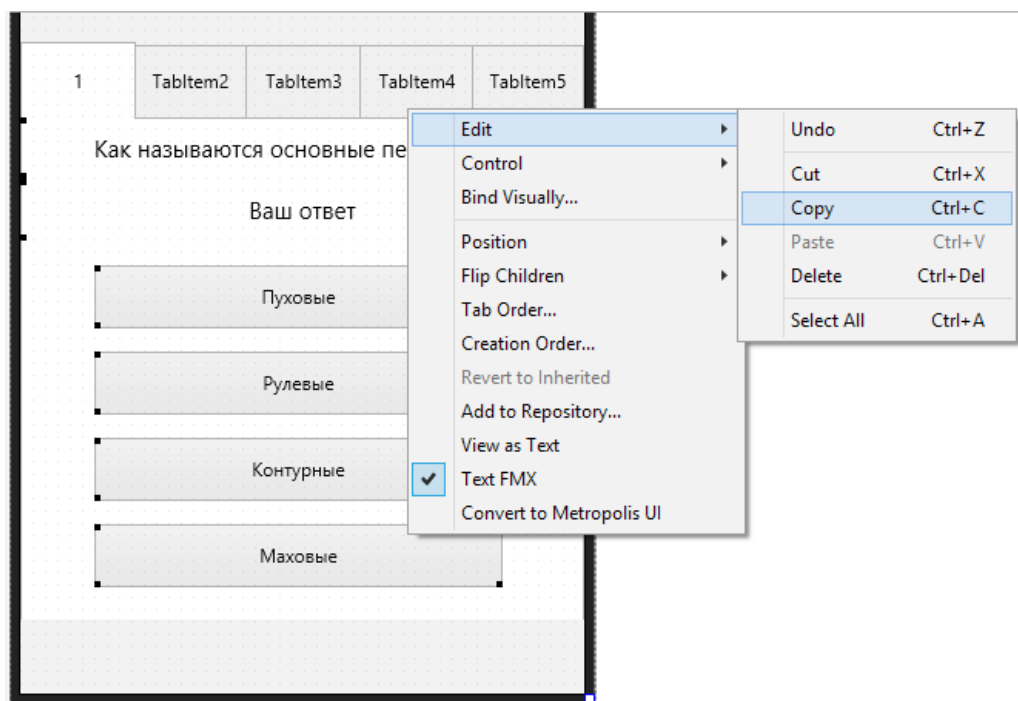 1 TabItem2 TabItem3 TabItem4 TabItem5
Как называются основные пе
Ваш ответ
Пуховые
Рулевые
Контурные
Маховые
Edit
Control
Bind Visually...
Position
Flip Children
Tab Order...
Creation Order...
Revert to Inherited
Add to Repository...
View as Text
Text FMX
Convert to Metropolis UI
Undo Ctrl+Z
Cut Ctrl+X
Copy Ctrl+C
Paste Ctrl+V
Delete Ctrl+Del
Select All Ctrl+A